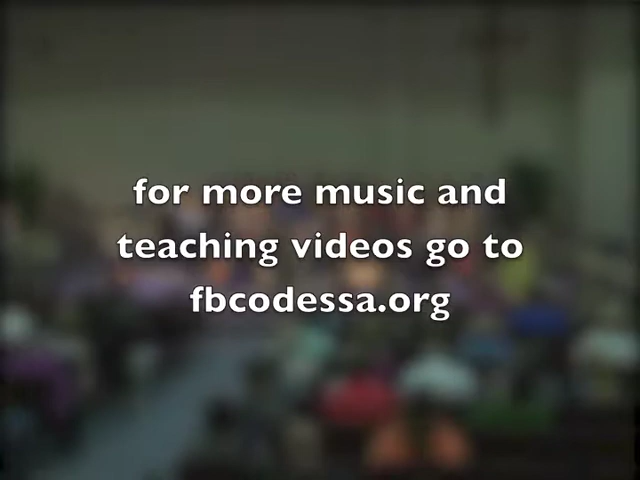 for more music and
teaching videos go to
fbcodessa.org